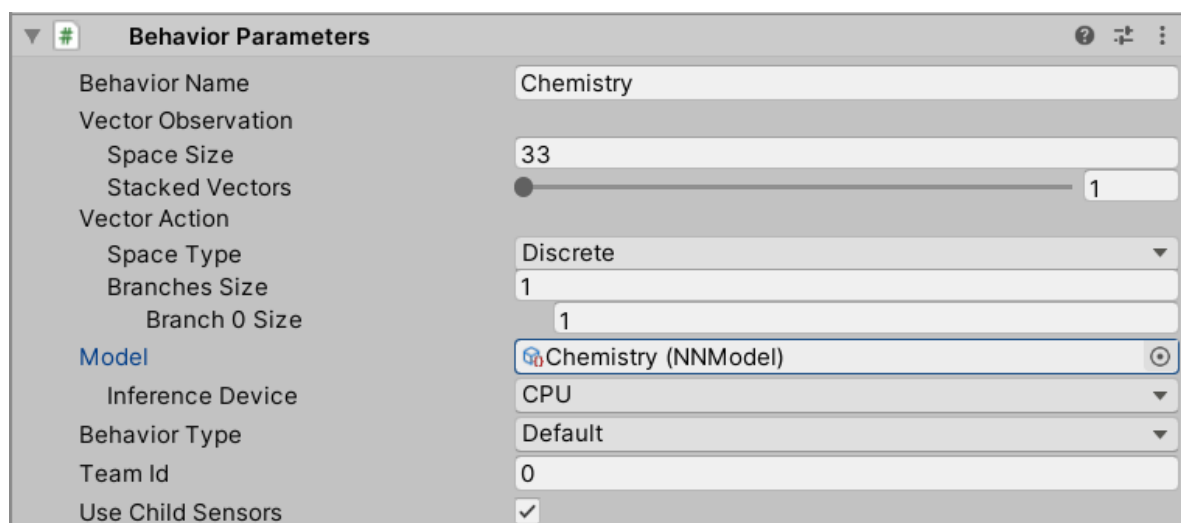 # Behavior Parameters
Behavior Name Chemistry
Vector Observation
Space Size 33
Stacked Vectors 1
Vector Action
Space Type Discrete
Branches Size 1
Branch 0 Size 1
Model Chemistry (NNModel)
Inference Device CPU
Behavior Type Default
Team Id 0
Use Child Sensors